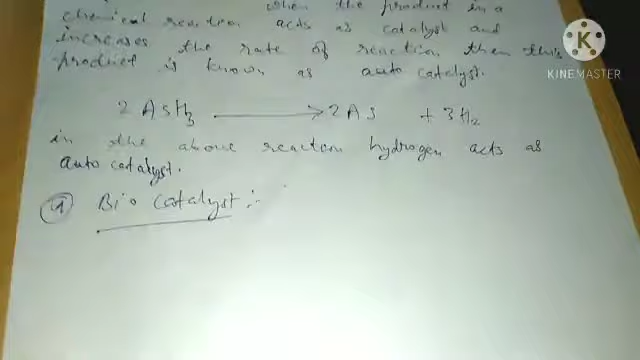 when the product in a
chemical reaction acts as catalyst and
increases the rate of reaction then this
product is known as auto catalyst.
2 AsH3 → 2 As + 3H2
in the above reaction hydrogen acts as
auto catalyst.
4 Bio catalyst :-
K
KINEMASTER